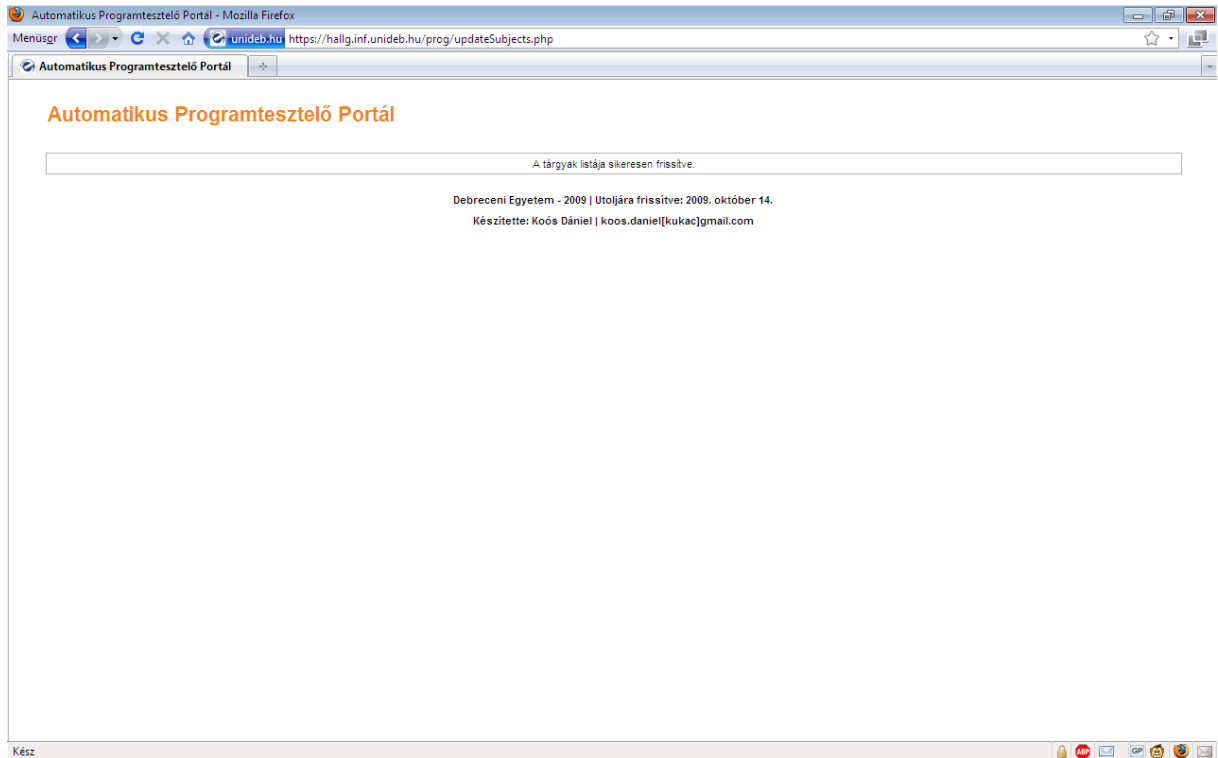 Automatikus Programtesztelő Portál - Mozilla Firefox
Menüsor unideb.hu https://hallg.inf.unideb.hu/prog/updateSubjects.php
Automatikus Programtesztelő Portál
Automatikus Programtesztelő Portál
A tárgyak listája sikeresen frissítve.
Debreceni Egyetem - 2009 | Utoljára frissítve: 2009. október 14.
Készítette: Koós Dániel | koos.daniel[kukac]gmail.com
Kész ABP GP